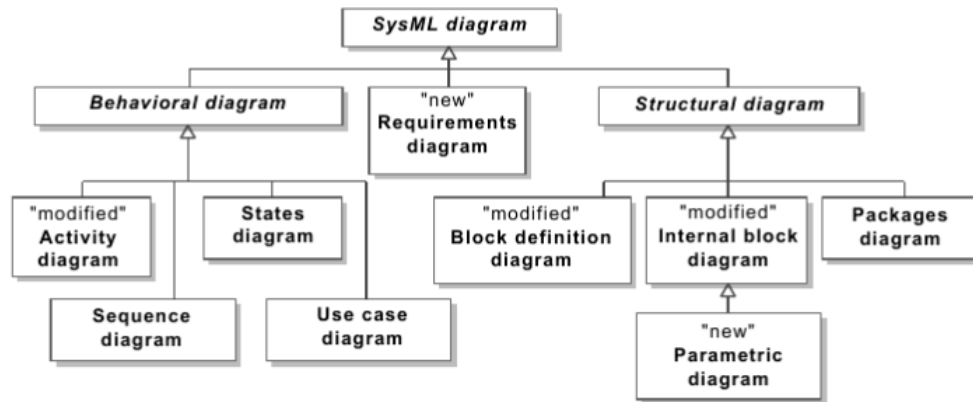 SysML diagram
Behavioral diagram
"new"
Requirements
diagram
Structural diagram
"modified"
Activity
diagram
States
diagram
"modified"
Block definition
diagram
"modified"
Internal block
diagram
Packages
diagram
Sequence
diagram
Use case
diagram
"new"
Parametric
diagram